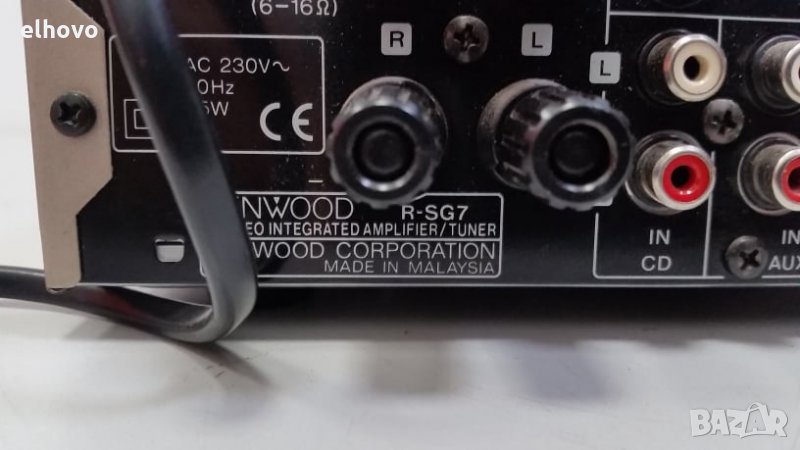 elhovo
(6-16Ω)
R L L
AC 230V~
0Hz
5W
CE
NWOOD R-SG7
EO INTEGRATED AMPLIFIER/TUNER
WOOD CORPORATION
MADE IN MALAYSIA
IN IN
CD AUX
BAZAR